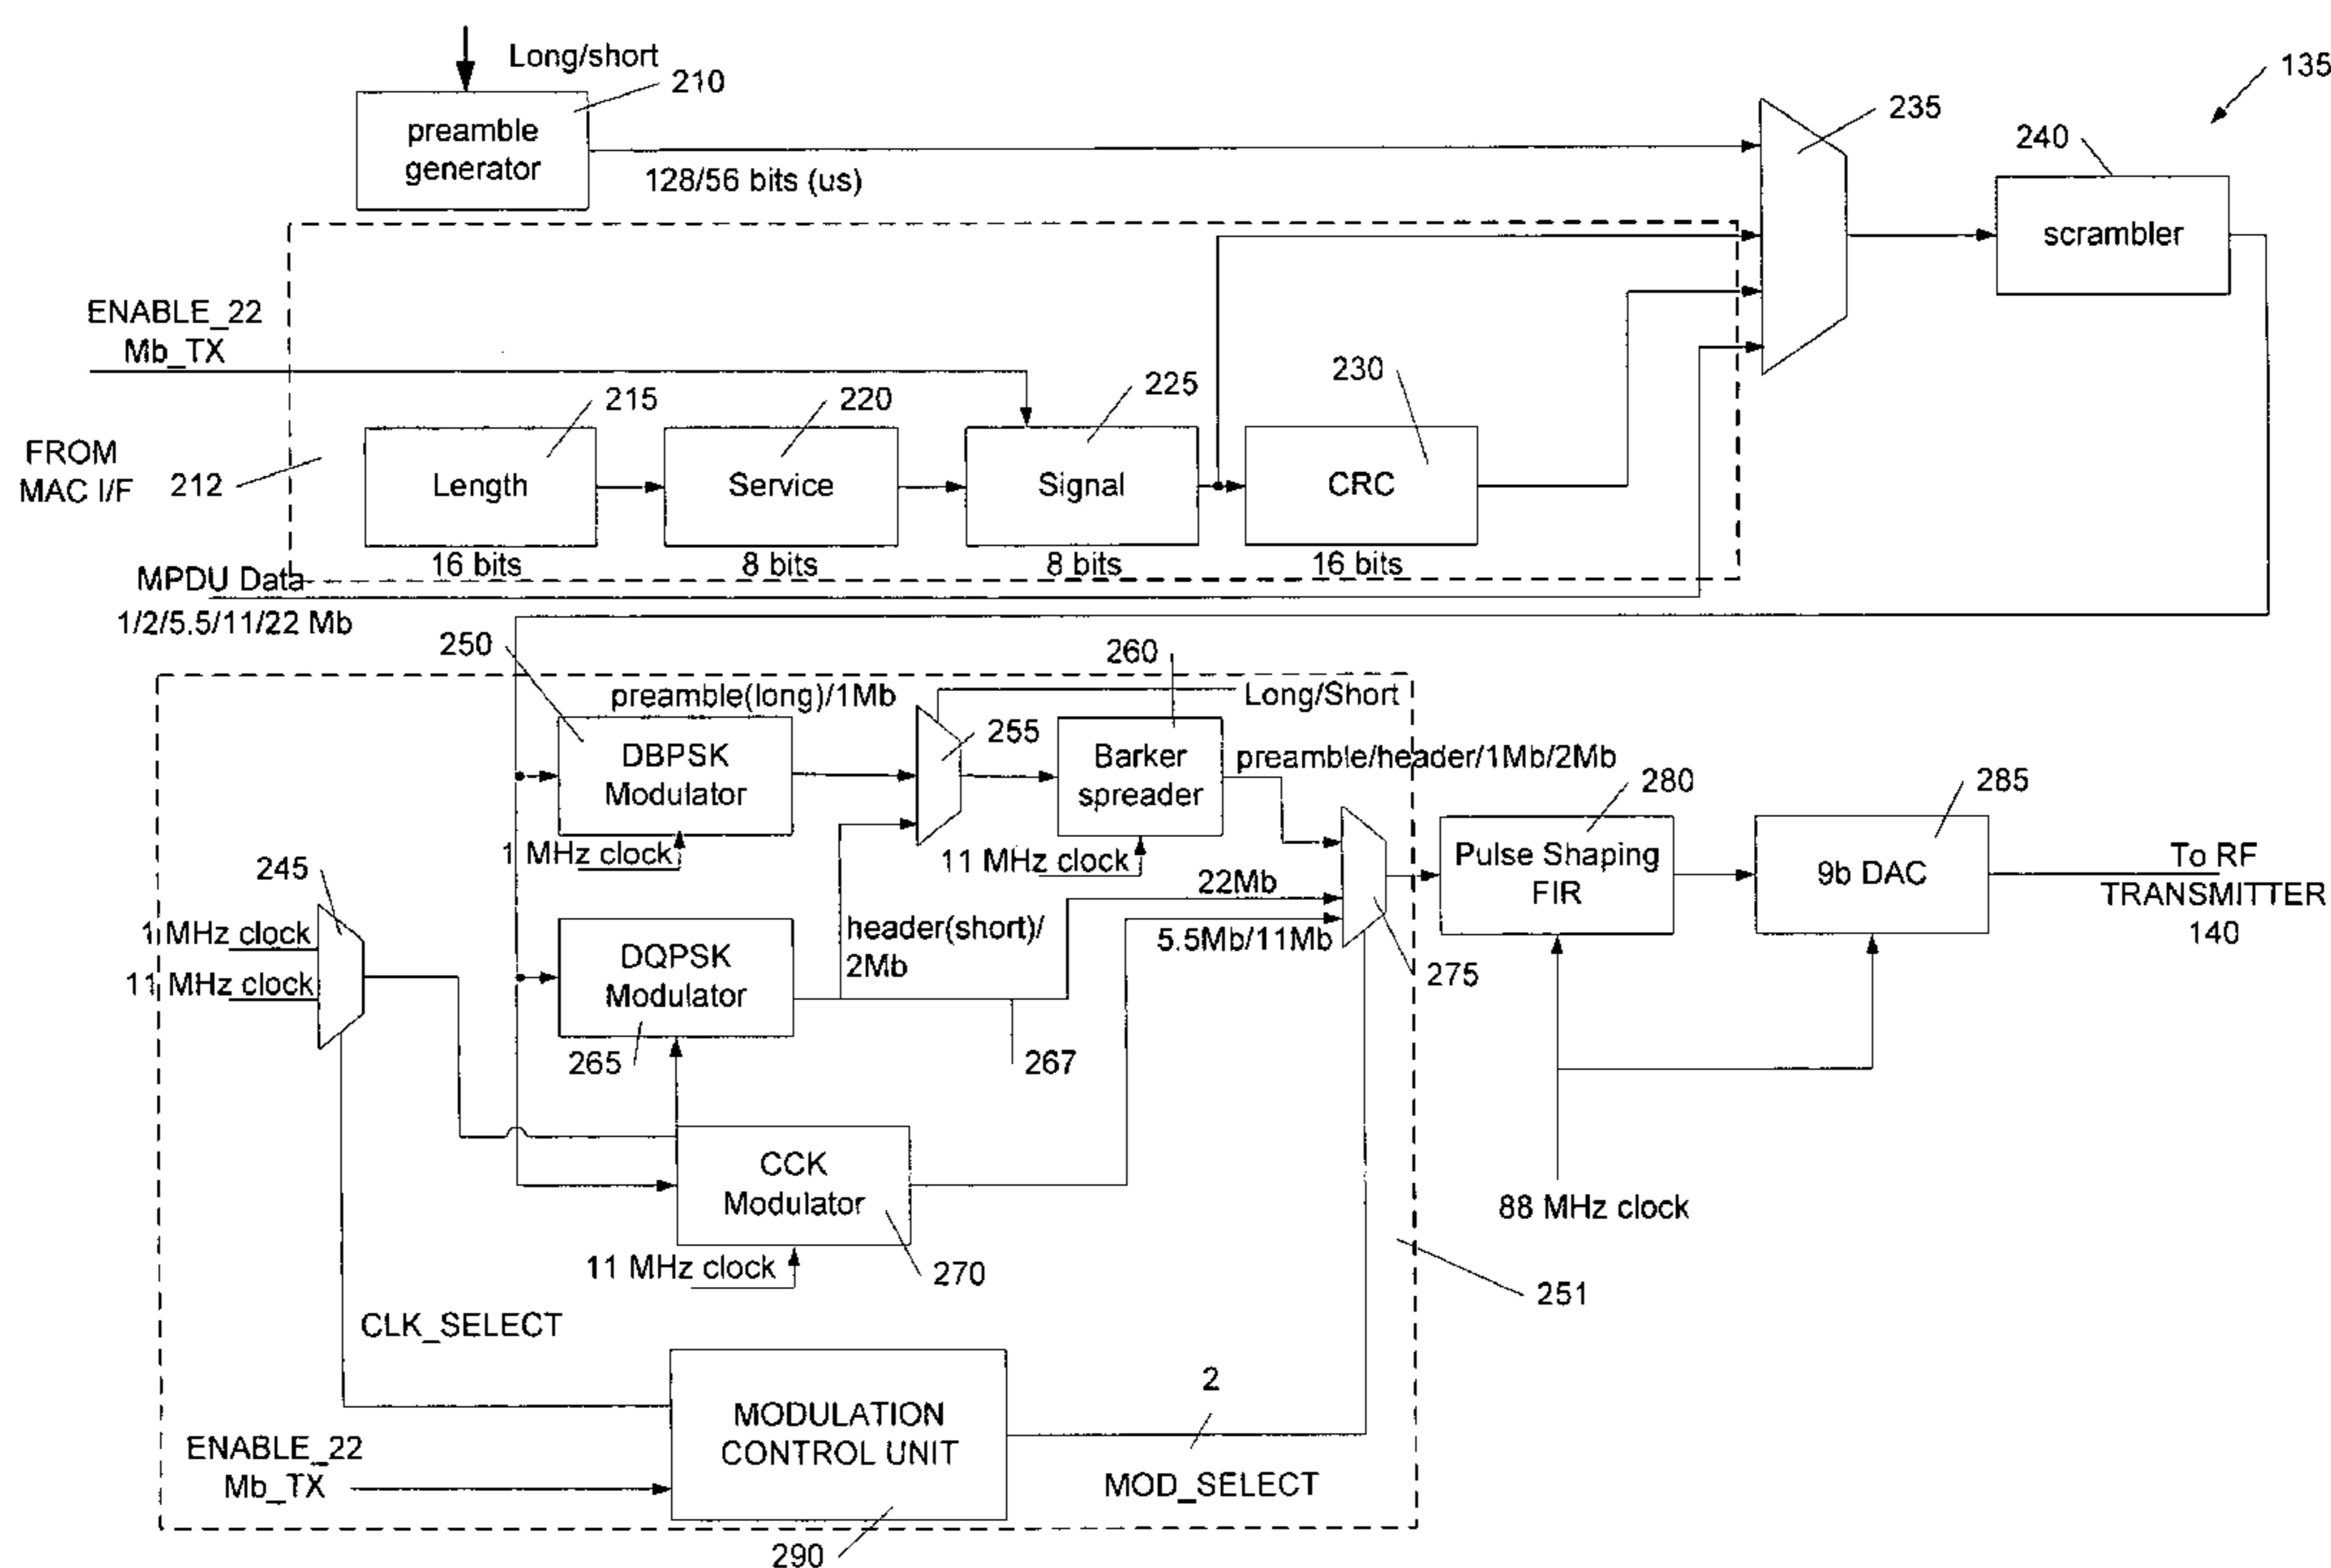 Long/short
210
preamble
generator
128/56 bits (us)
235
135
240
scrambler
ENABLE_22
Mb_TX
FROM
MAC I/F
212
215
Length
16 bits
220
Service
8 bits
225
Signal
8 bits
230
CRC
16 bits
MPDU Data
1/2/5.5/11/22 Mb
250
preamble(long)/1Mb
DBPSK
Modulator
1 MHz clock
255
Long/Short
260
Barker
spreader
11 MHz clock
preamble/header/1Mb/2Mb
280
Pulse Shaping
FIR
285
9b DAC
To RF
TRANSMITTER
140
245
1 MHz clock
11 MHz clock
DQPSK
Modulator
265
header(short)/
2Mb
267
22Mb
5.5Mb/11Mb
275
CCK
Modulator
270
11 MHz clock
88 MHz clock
251
CLK_SELECT
MODULATION
CONTROL UNIT
290
ENABLE_22
Mb_TX
2
MOD_SELECT